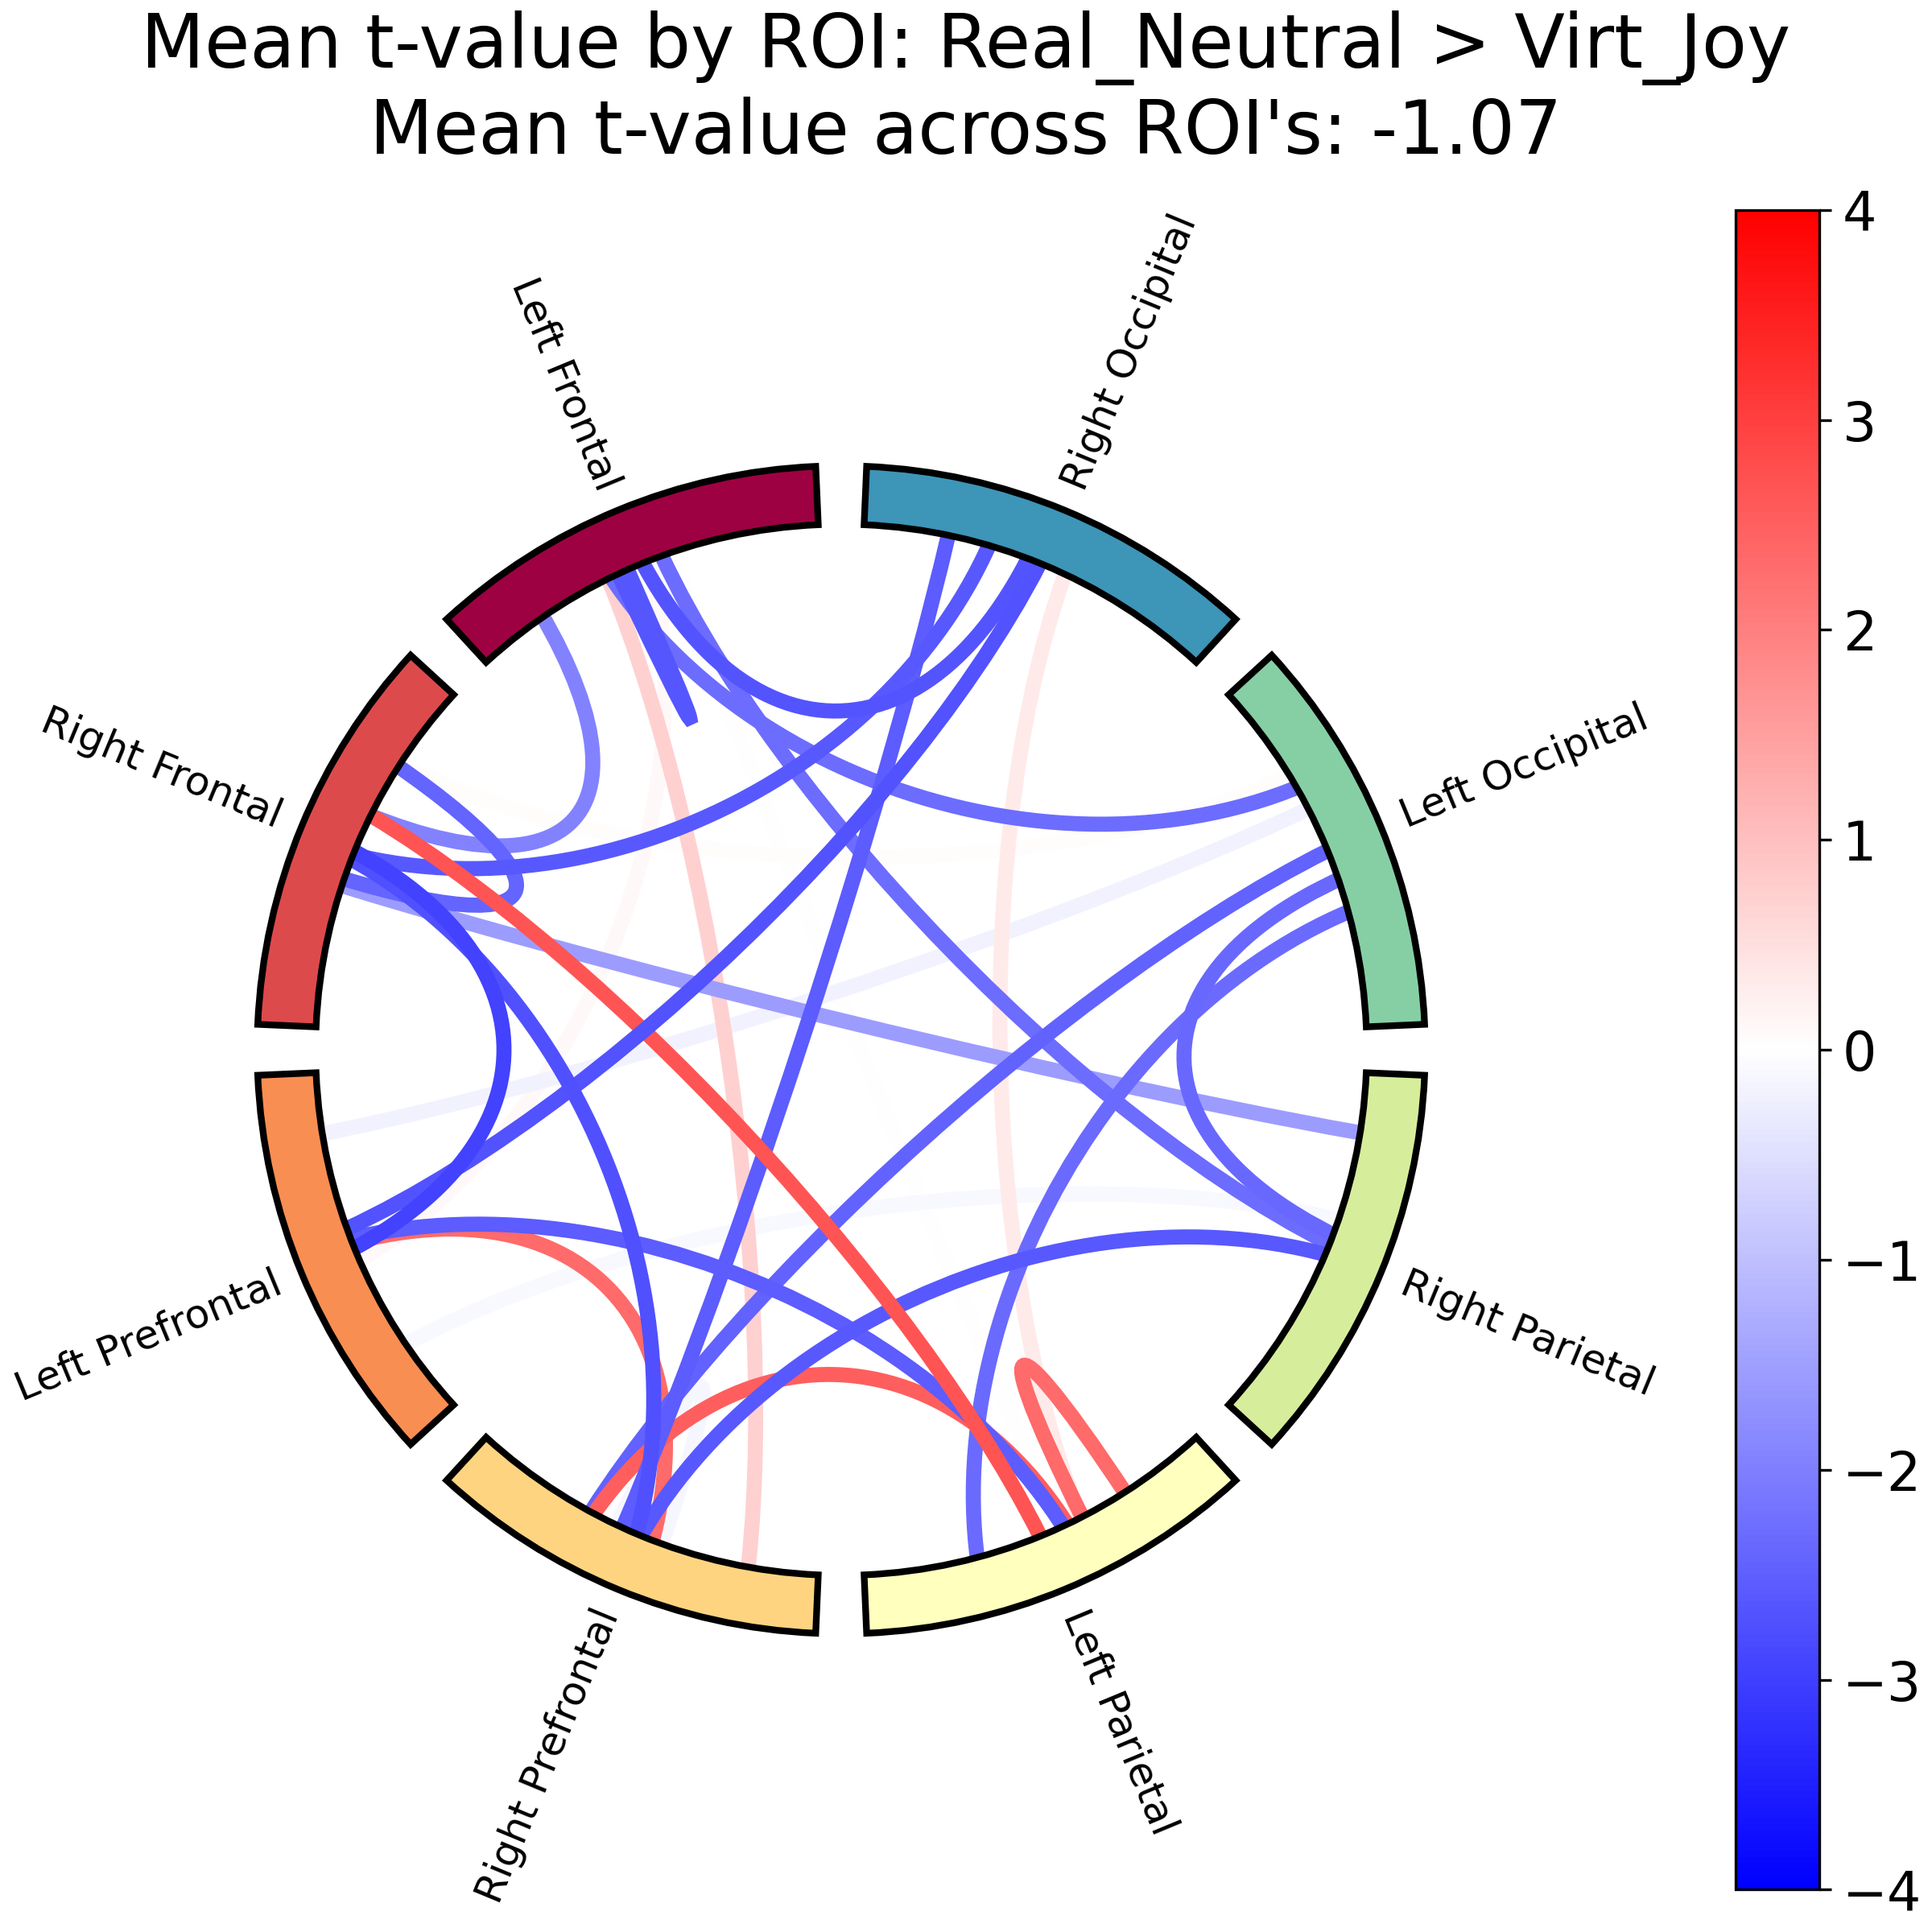 Mean t-value by ROI: Real_Neutral > Virt_Joy
Mean t-value across ROI's: -1.07
Left Frontal
Right Occipital
Right Frontal
Left Occipital
Left Prefrontal
Right Parietal
Right Prefrontal
Left Parietal
4
3
2
1
0
−1
−2
−3
−4